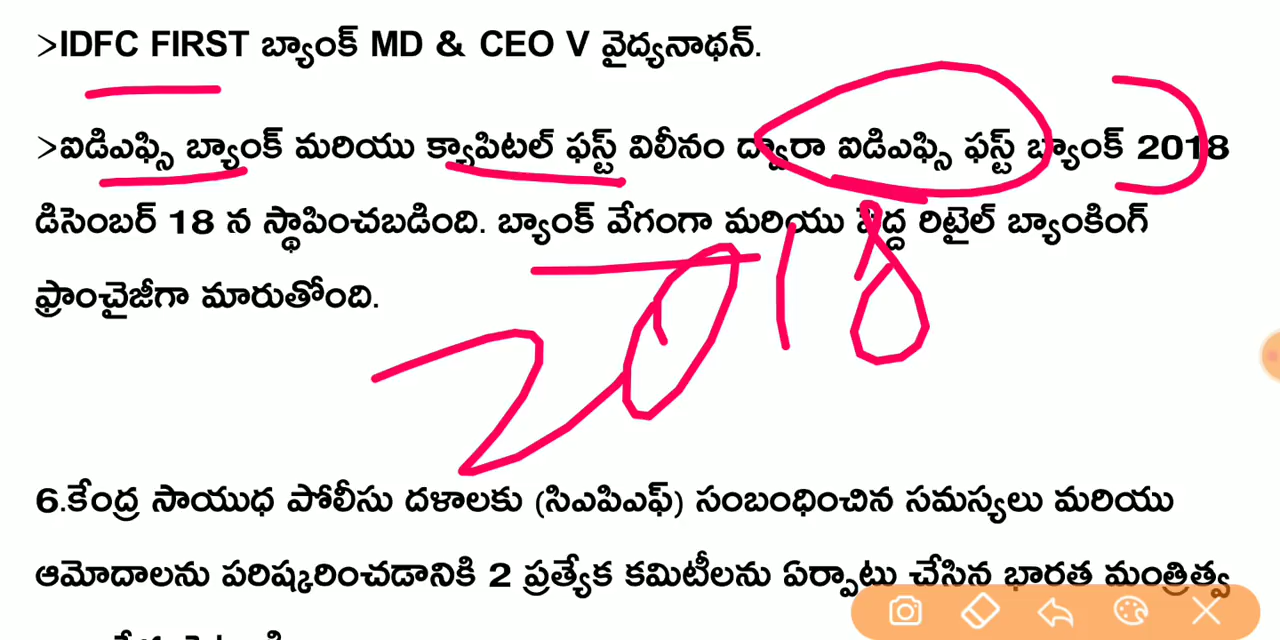 >IDFC FIRST బ్యాంక్ MD & CEO V వైద్యనాథన్.
>ఐడిఎఫ్సి బ్యాంక్ మరియు క్యాపిటల్ ఫస్ట్ విలీనం ద్వారా ఐడిఎఫ్సి ఫస్ట్ బ్యాంక్ 2018
డిసెంబర్ 18 న స్థాపించబడింది. బ్యాంక్ వేగంగా మరియు పెద్ద రిటైల్ బ్యాంకింగ్
ఫ్రాంచైజీగా మారుతోంది.
2018
6.కేంద్ర సాయుధ పోలీసు దళాలకు (సిఎపిఎఫ్) సంబంధించిన సమస్యలు మరియు
ఆమోదాలను పరిష్కరించడానికి 2 ప్రత్యేక కమిటీలను ఏర్పాటు చేసిన భారత మంత్రిత్వ